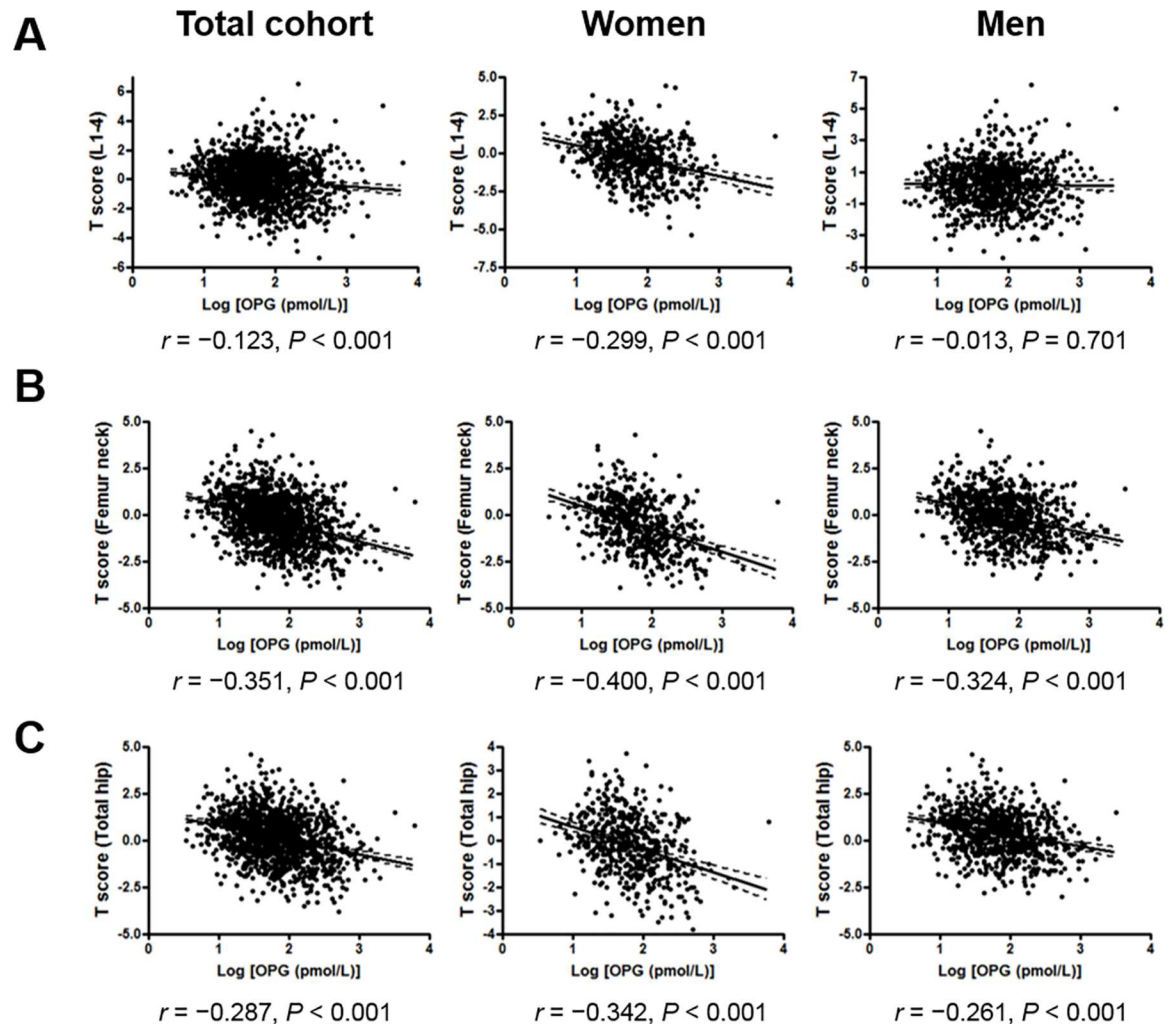 A
Total cohort
Women
Men
T score (L1-4)
6
4
2
0
-2
-4
-6
0 1 2 3 4
Log [OPG (pmol/L)]
r = −0.123, P < 0.001
T score (L1-4)
5.0
2.5
0.0
-2.5
-5.0
-7.5
0 1 2 3 4
Log [OPG (pmol/L)]
r = −0.299, P < 0.001
T score (L1-4)
7
5
3
1
-1
-3
-5
0 1 2 3 4
Log [OPG (pmol/L)]
r = −0.013, P = 0.701
B
T score (Femur neck)
5.0
2.5
0.0
-2.5
-5.0
0 1 2 3 4
Log [OPG (pmol/L)]
r = −0.351, P < 0.001
T score (Femur neck)
5.0
2.5
0.0
-2.5
-5.0
0 1 2 3 4
Log [OPG (pmol/L)]
r = −0.400, P < 0.001
T score (Femur neck)
5.0
2.5
0.0
-2.5
-5.0
0 1 2 3 4
Log [OPG (pmol/L)]
r = −0.324, P < 0.001
C
T score (Total hip)
5.0
2.5
0.0
-2.5
-5.0
0 1 2 3 4
Log [OPG (pmol/L)]
r = −0.287, P < 0.001
T score (Total hip)
4
3
2
1
0
-1
-2
-3
-4
0 1 2 3 4
Log [OPG (pmol/L)]
r = −0.342, P < 0.001
T score (Total hip)
5.0
2.5
0.0
-2.5
-5.0
0 1 2 3 4
Log [OPG (pmol/L)]
r = −0.261, P < 0.001